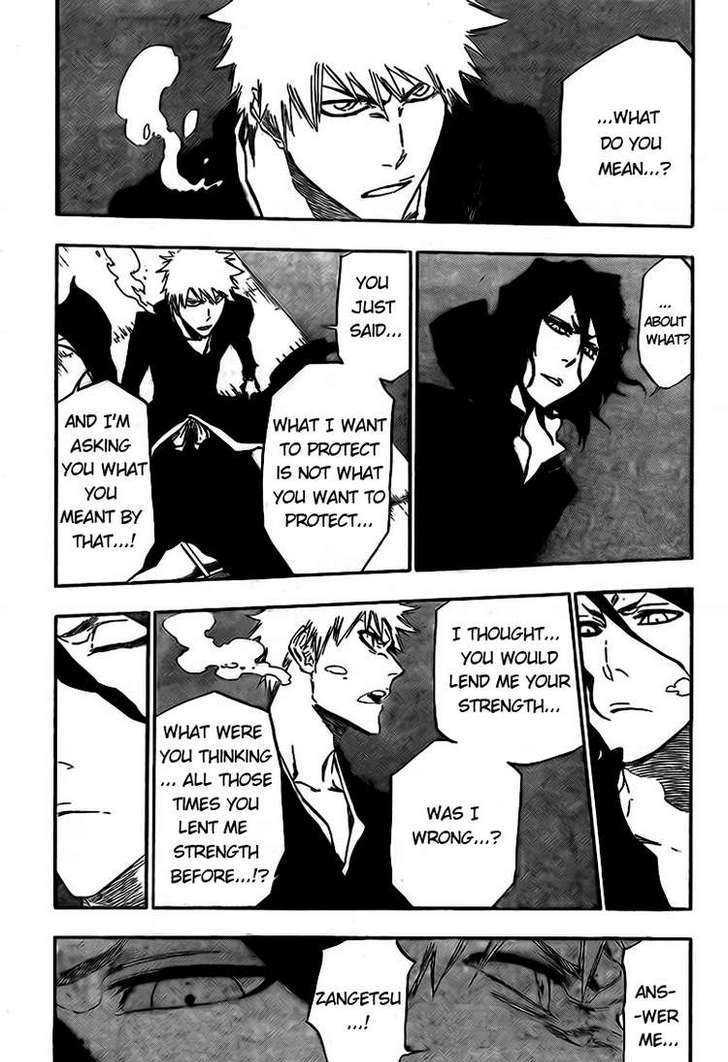 ...WHAT
DO YOU
MEAN...?
...
ABOUT
WHAT?
YOU
JUST
SAID...
WHAT I WANT
TO PROTECT
IS NOT WHAT
YOU WANT TO
PROTECT...
AND I'M
ASKING
YOU WHAT
YOU
MEANT BY
THAT...!
I THOUGHT...
YOU WOULD
LEND ME YOUR
STRENGTH...
WAS I
WRONG...?
WHAT WERE
YOU THINKING
... ALL THOSE
TIMES YOU
LENT ME
STRENGTH
BEFORE...!?
ANS-
-WER
ME...
ZANGETSU
...!